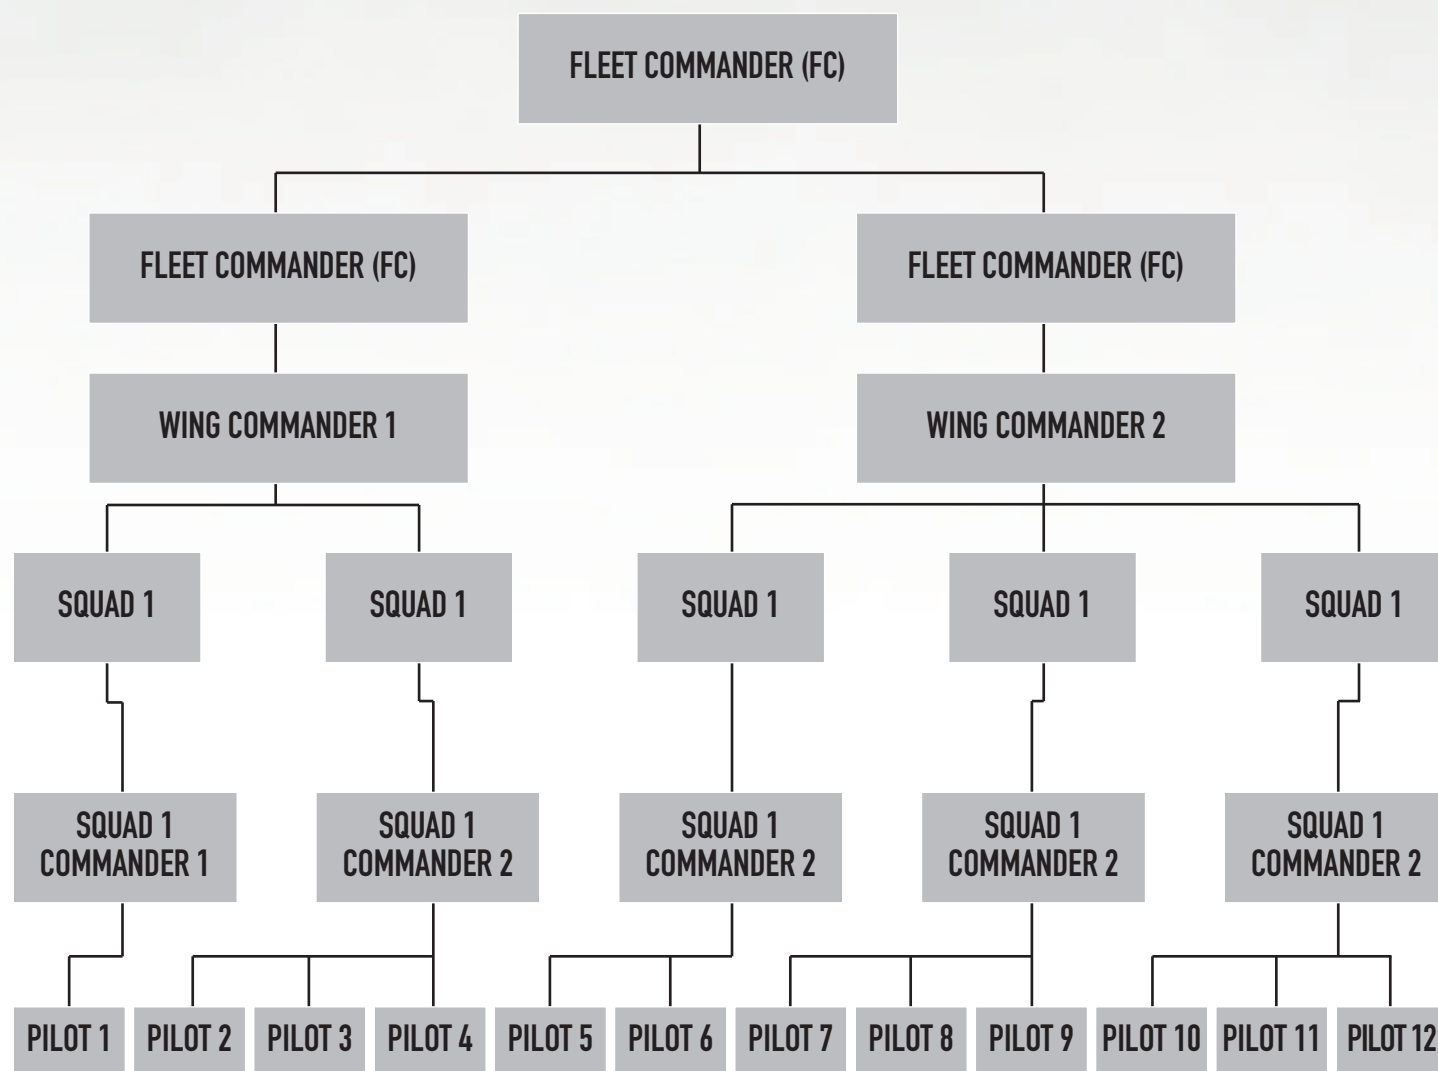 FLEET COMMANDER (FC)
FLEET COMMANDER (FC)
FLEET COMMANDER (FC)
WING COMMANDER 1
WING COMMANDER 2
SQUAD 1
SQUAD 1
SQUAD 1
SQUAD 1
SQUAD 1
SQUAD 1
COMMANDER 1
SQUAD 1
COMMANDER 2
SQUAD 1
COMMANDER 2
SQUAD 1
COMMANDER 2
SQUAD 1
COMMANDER 2
PILOT 1
PILOT 2
PILOT 3
PILOT 4
PILOT 5
PILOT 6
PILOT 7
PILOT 8
PILOT 9
PILOT 10
PILOT 11
PILOT 12